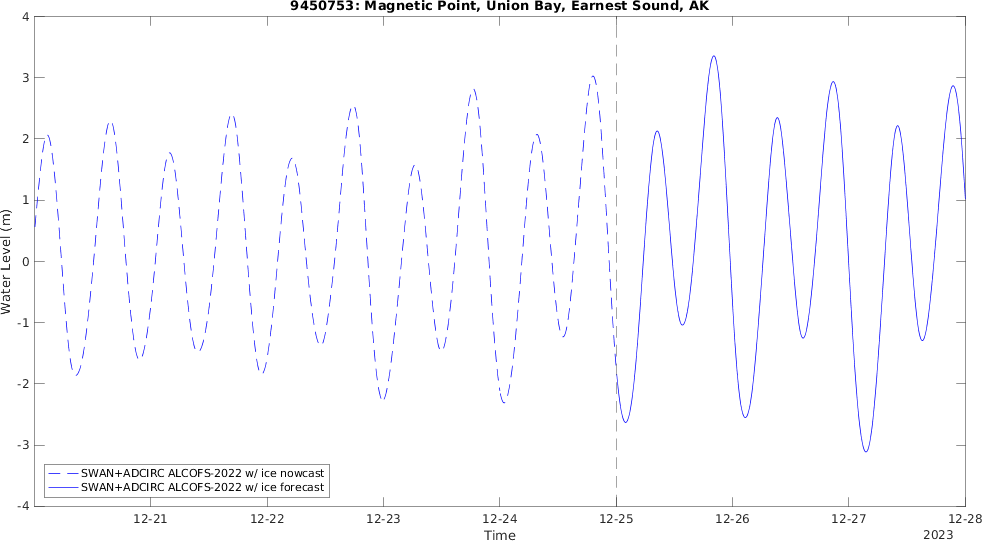 9450753: Magnetic Point, Union Bay, Earnest Sound, AK
4
3
2
1
0
-1
-2
-3
-4
Water Level (m)
SWAN+ADCIRC ALCOFS-2022 w/ ice nowcast
SWAN+ADCIRC ALCOFS-2022 w/ ice forecast
12-21 12-22 12-23 12-24 12-25 12-26 12-27 12-28
Time
2023